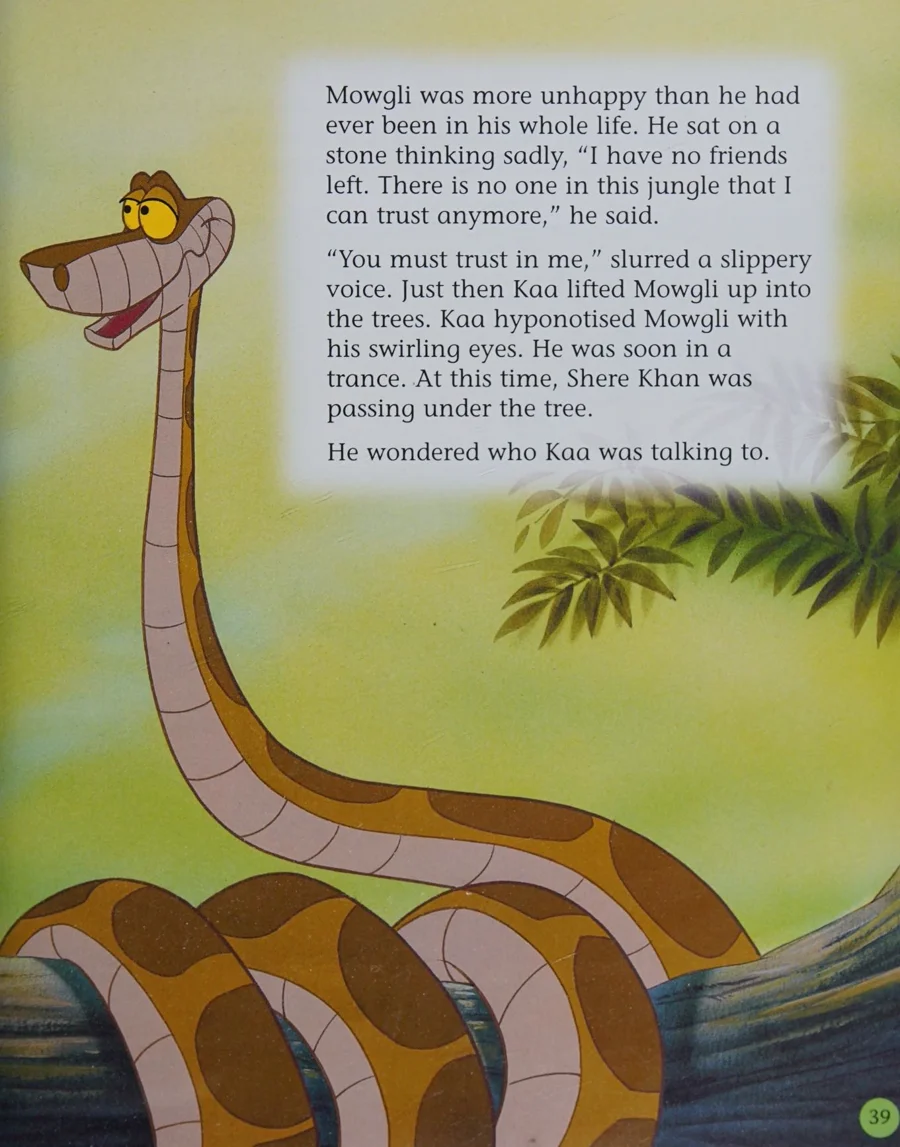 Mowgli was more unhappy than he had
ever been in his whole life. He sat on a
stone thinking sadly, “I have no friends
left. There is no one in this jungle that I
can trust anymore,” he said.
“You must trust in me,” slurred a slippery
voice. Just then Kaa lifted Mowgli up into
the trees. Kaa hyponotised Mowgli with
his swirling eyes. He was soon in a
trance. At this time, Shere Khan was
passing under the tree.
He wondered who Kaa was talking to.
39